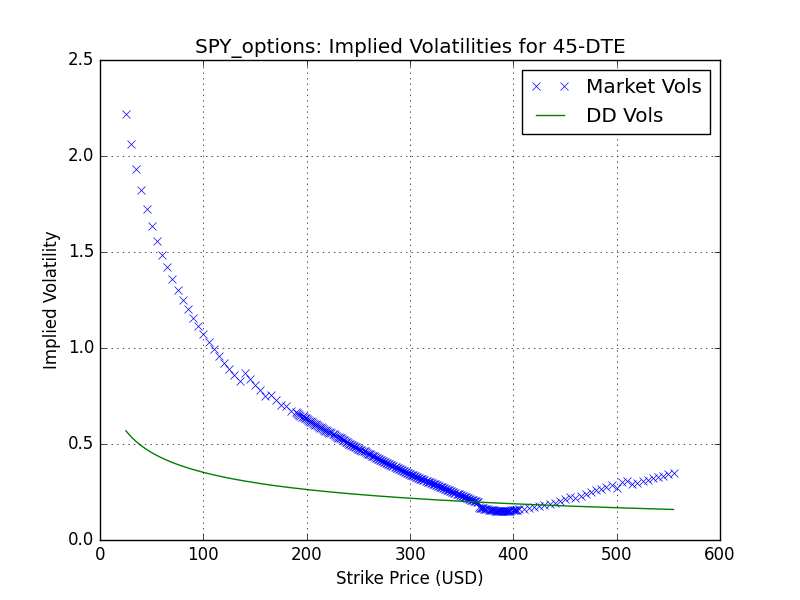 SPY_options: Implied Volatilities for 45-DTE
Market Vols
DD Vols
2.5
2.0
1.5
1.0
0.5
0.0
Implied Volatility
0 100 200 300 400 500 600
Strike Price (USD)